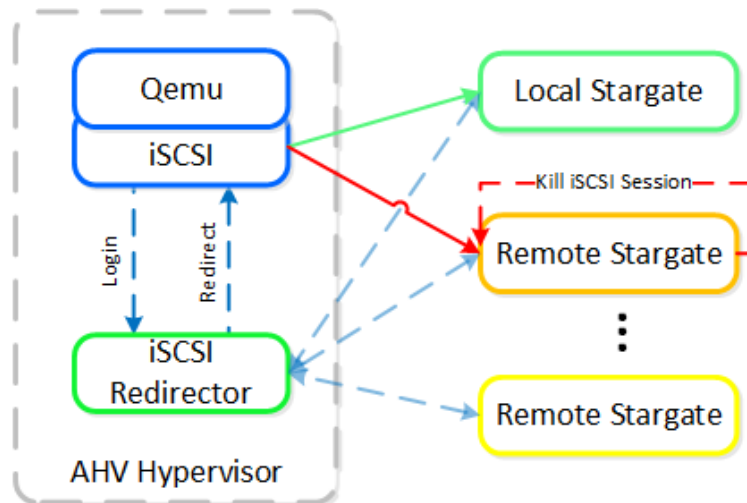 Qemu
iSCSI
Login
Redirect
iSCSI
Redirector
AHV Hypervisor
Local Stargate
Kill iSCSI Session
Remote Stargate
Remote Stargate